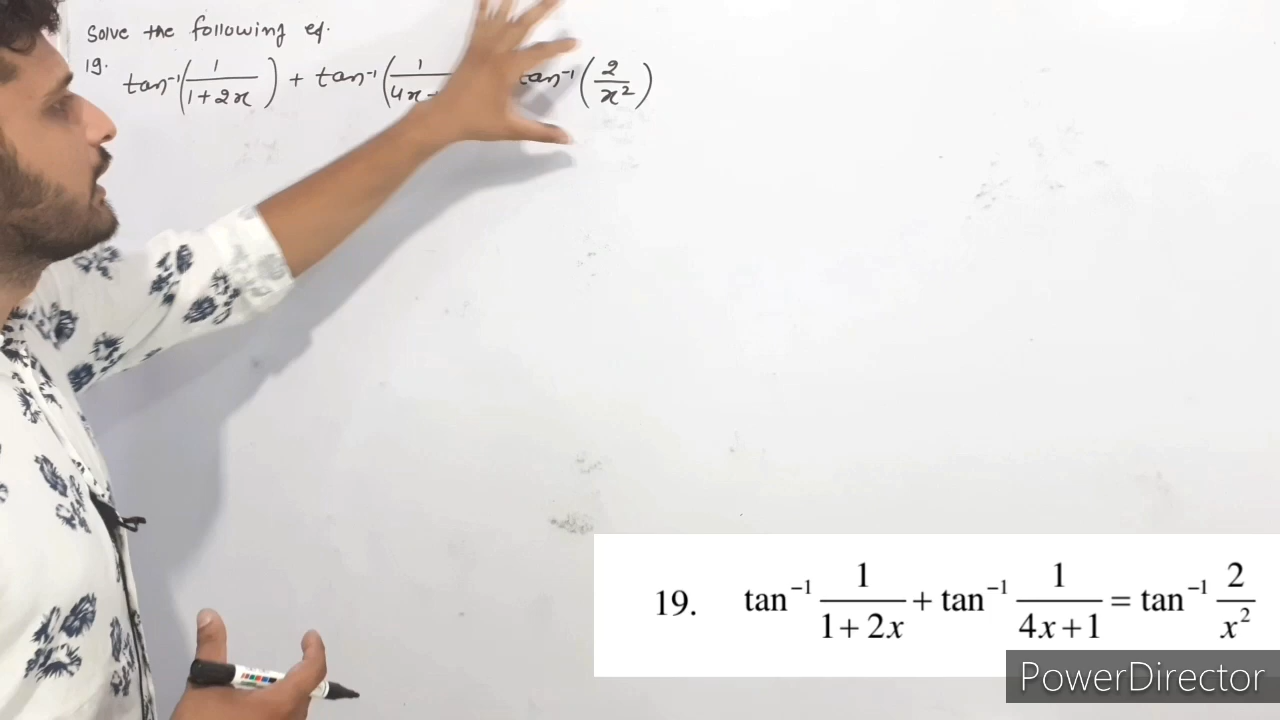 Solve the following eq.
19. tan⁻¹(1/(1+2x)) + tan⁻¹(1/4x tan⁻¹(2/x²)
19. tan⁻¹ 1/(1+2x) + tan⁻¹ 1/(4x+1) = tan⁻¹ 2/x²
PowerDirector